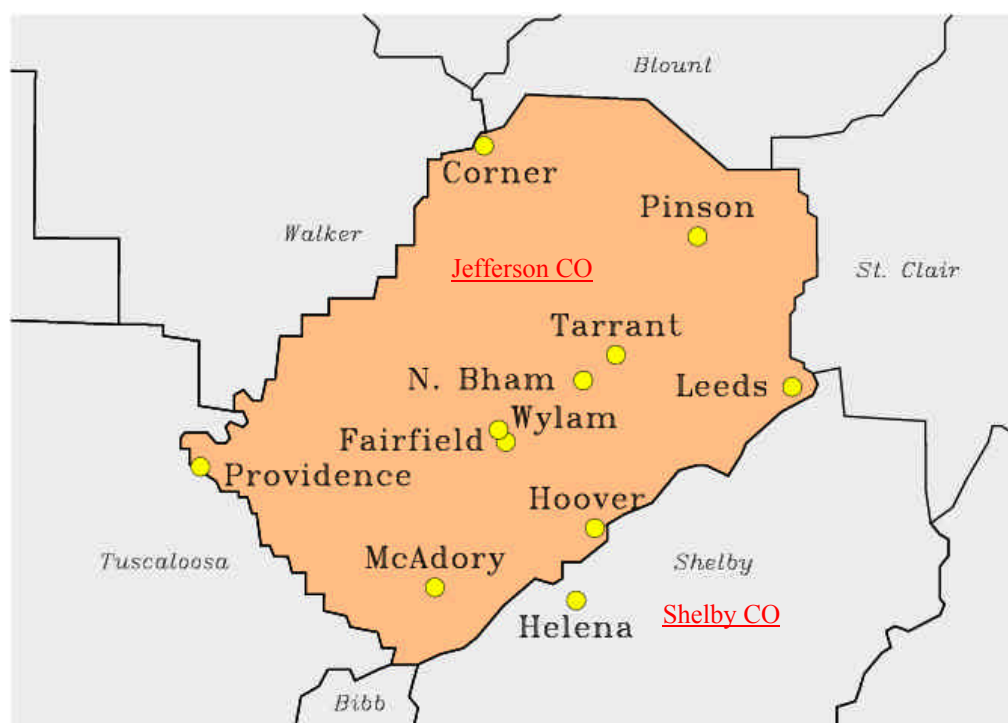 Blount
Corner
Pinson
Walker
Jefferson CO
St. Clair
Tarrant
N. Bham
Leeds
Wylam
Fairfield
Providence
Hoover
Tuscaloosa
McAdory
Shelby
Shelby CO
Helena
Bibb